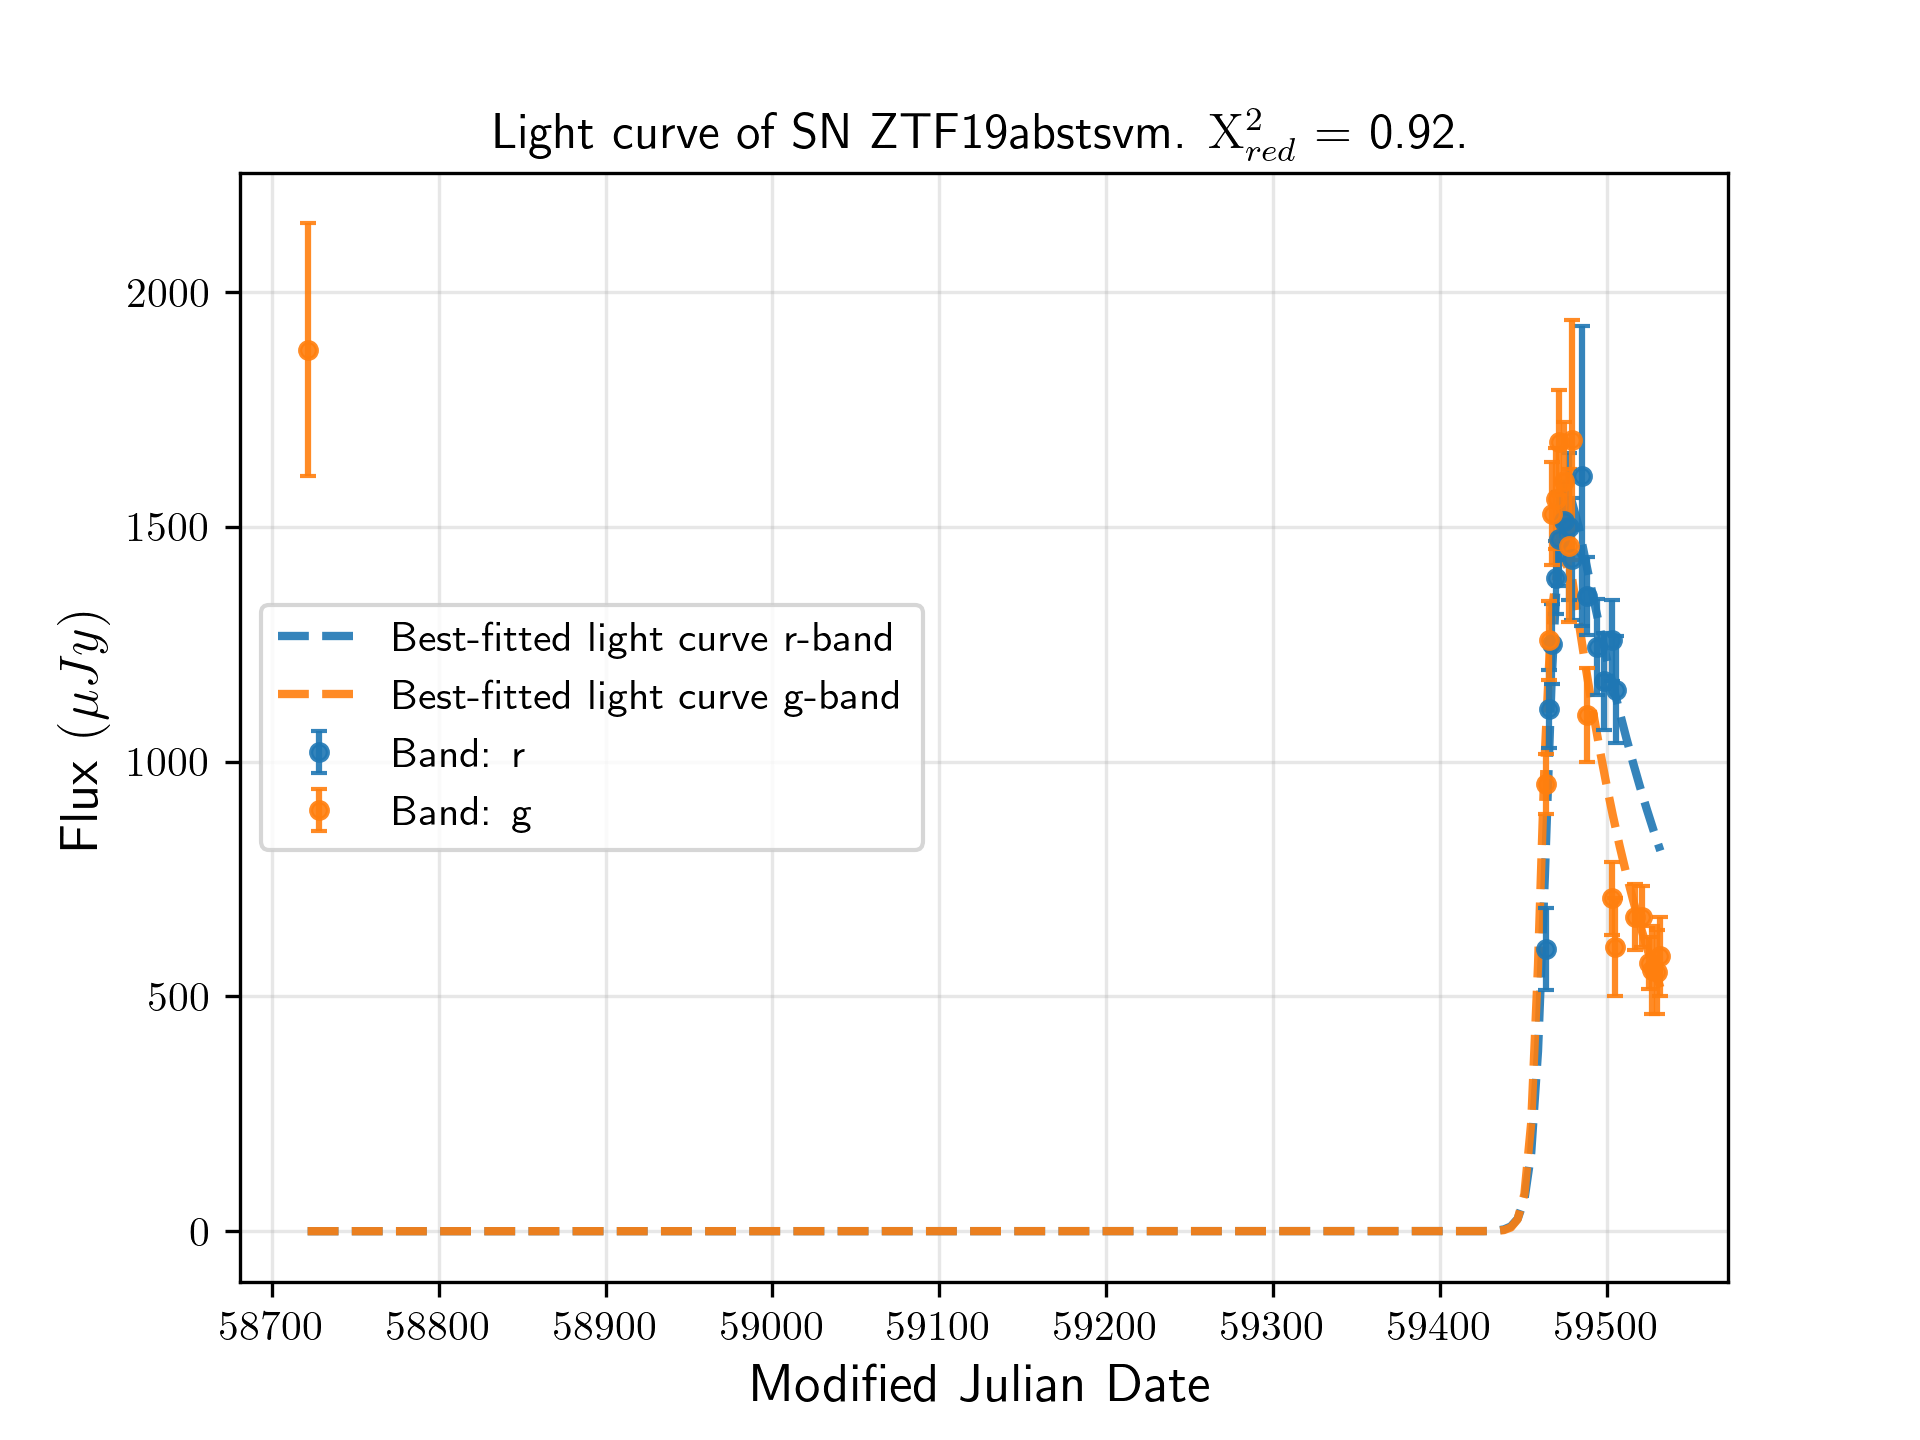 Light curve of SN ZTF19abstsvm. X²_red = 0.92.
Flux (μJy)
2000
1500
1000
500
0
Best-fitted light curve r-band
Best-fitted light curve g-band
Band: r
Band: g
58700 58800 58900 59000 59100 59200 59300 59400 59500
Modified Julian Date